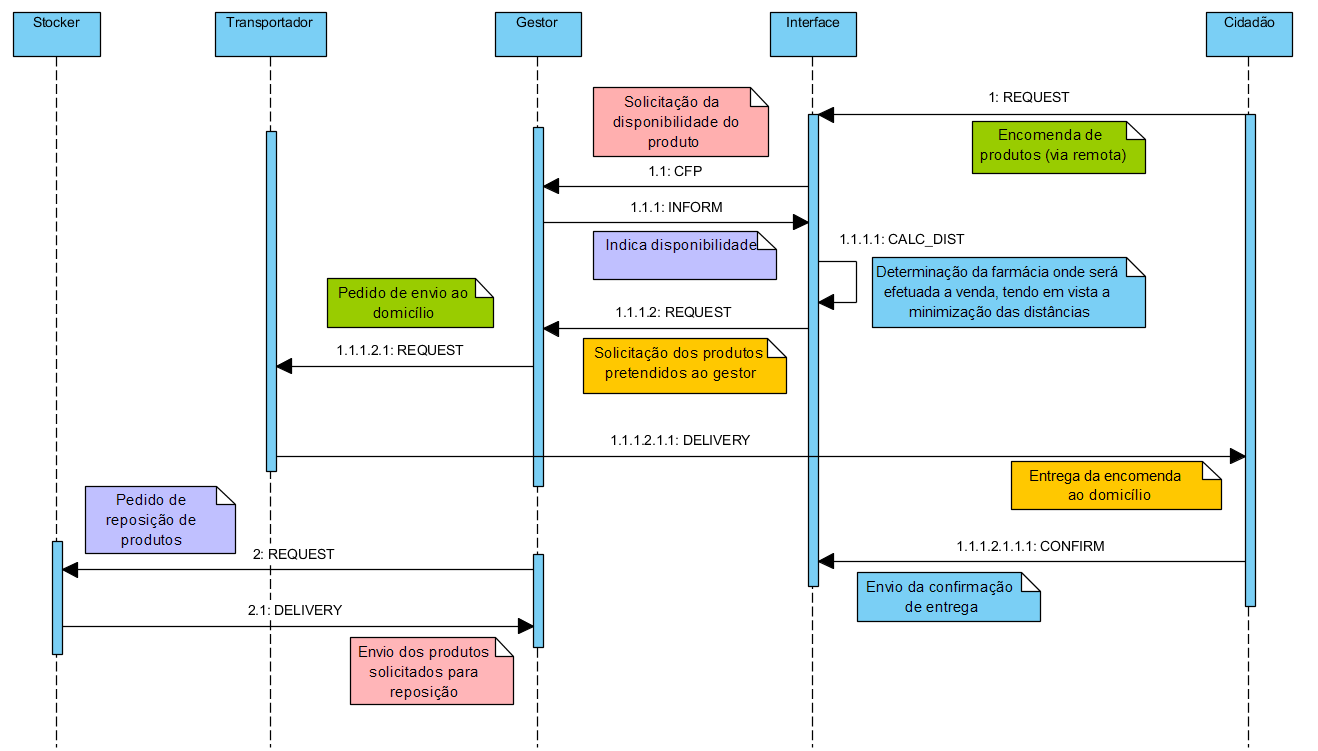 Stocker
Transportador
Gestor
Interface
Cidadão
1: REQUEST
Solicitação da
disponibilidade do
produto
Encomenda de
produtos (via remota)
1.1: CFP
1.1.1: INFORM
Indica disponibilidade
1.1.1.1: CALC_DIST
Determinação da farmácia onde será
efetuada a venda, tendo em vista a
minimização das distâncias
Pedido de envio ao
domicílio
1.1.1.2: REQUEST
Solicitação dos produtos
pretendidos ao gestor
1.1.1.2.1: REQUEST
1.1.1.2.1.1: DELIVERY
Entrega da encomenda
ao domicílio
Pedido de
reposição de
produtos
2: REQUEST
1.1.1.2.1.1.1: CONFIRM
Envio da confirmação
de entrega
2.1: DELIVERY
Envio dos produtos
solicitados para
reposição